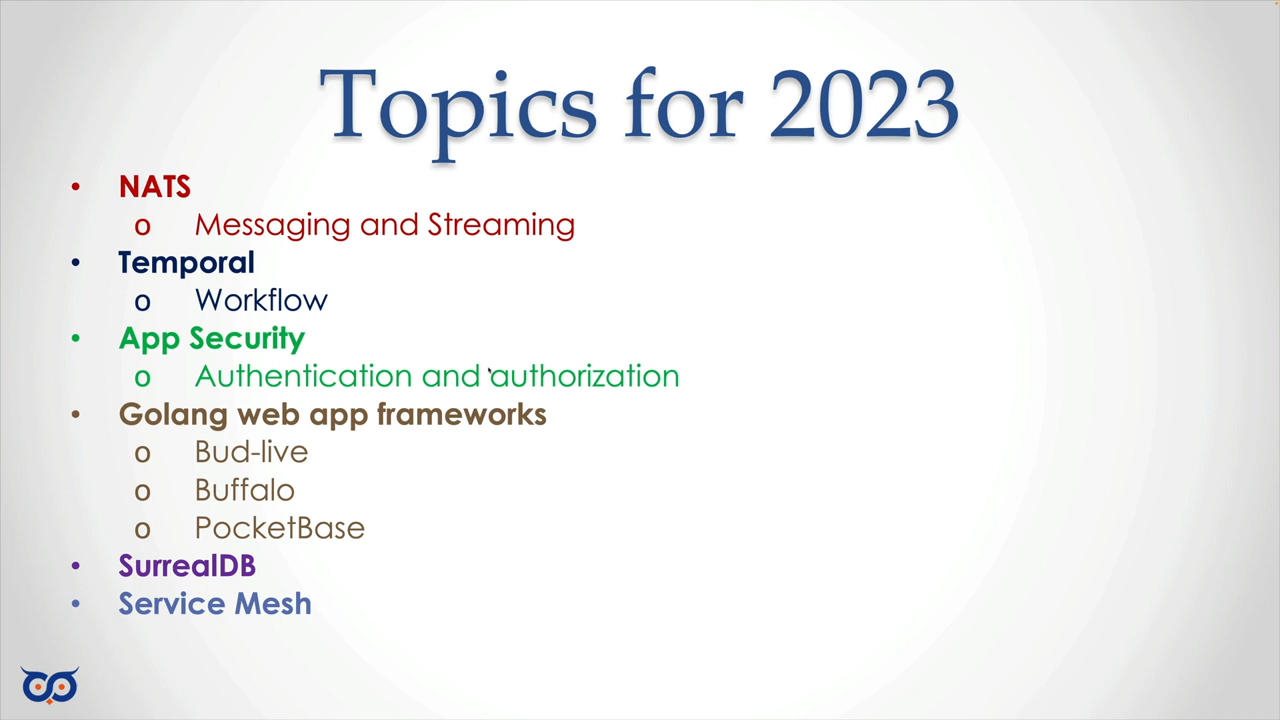 Topics for 2023
• NATS
o Messaging and Streaming
• Temporal
o Workflow
• App Security
o Authentication and authorization
• Golang web app frameworks
o Bud-live
o Buffalo
o PocketBase
• SurrealDB
• Service Mesh